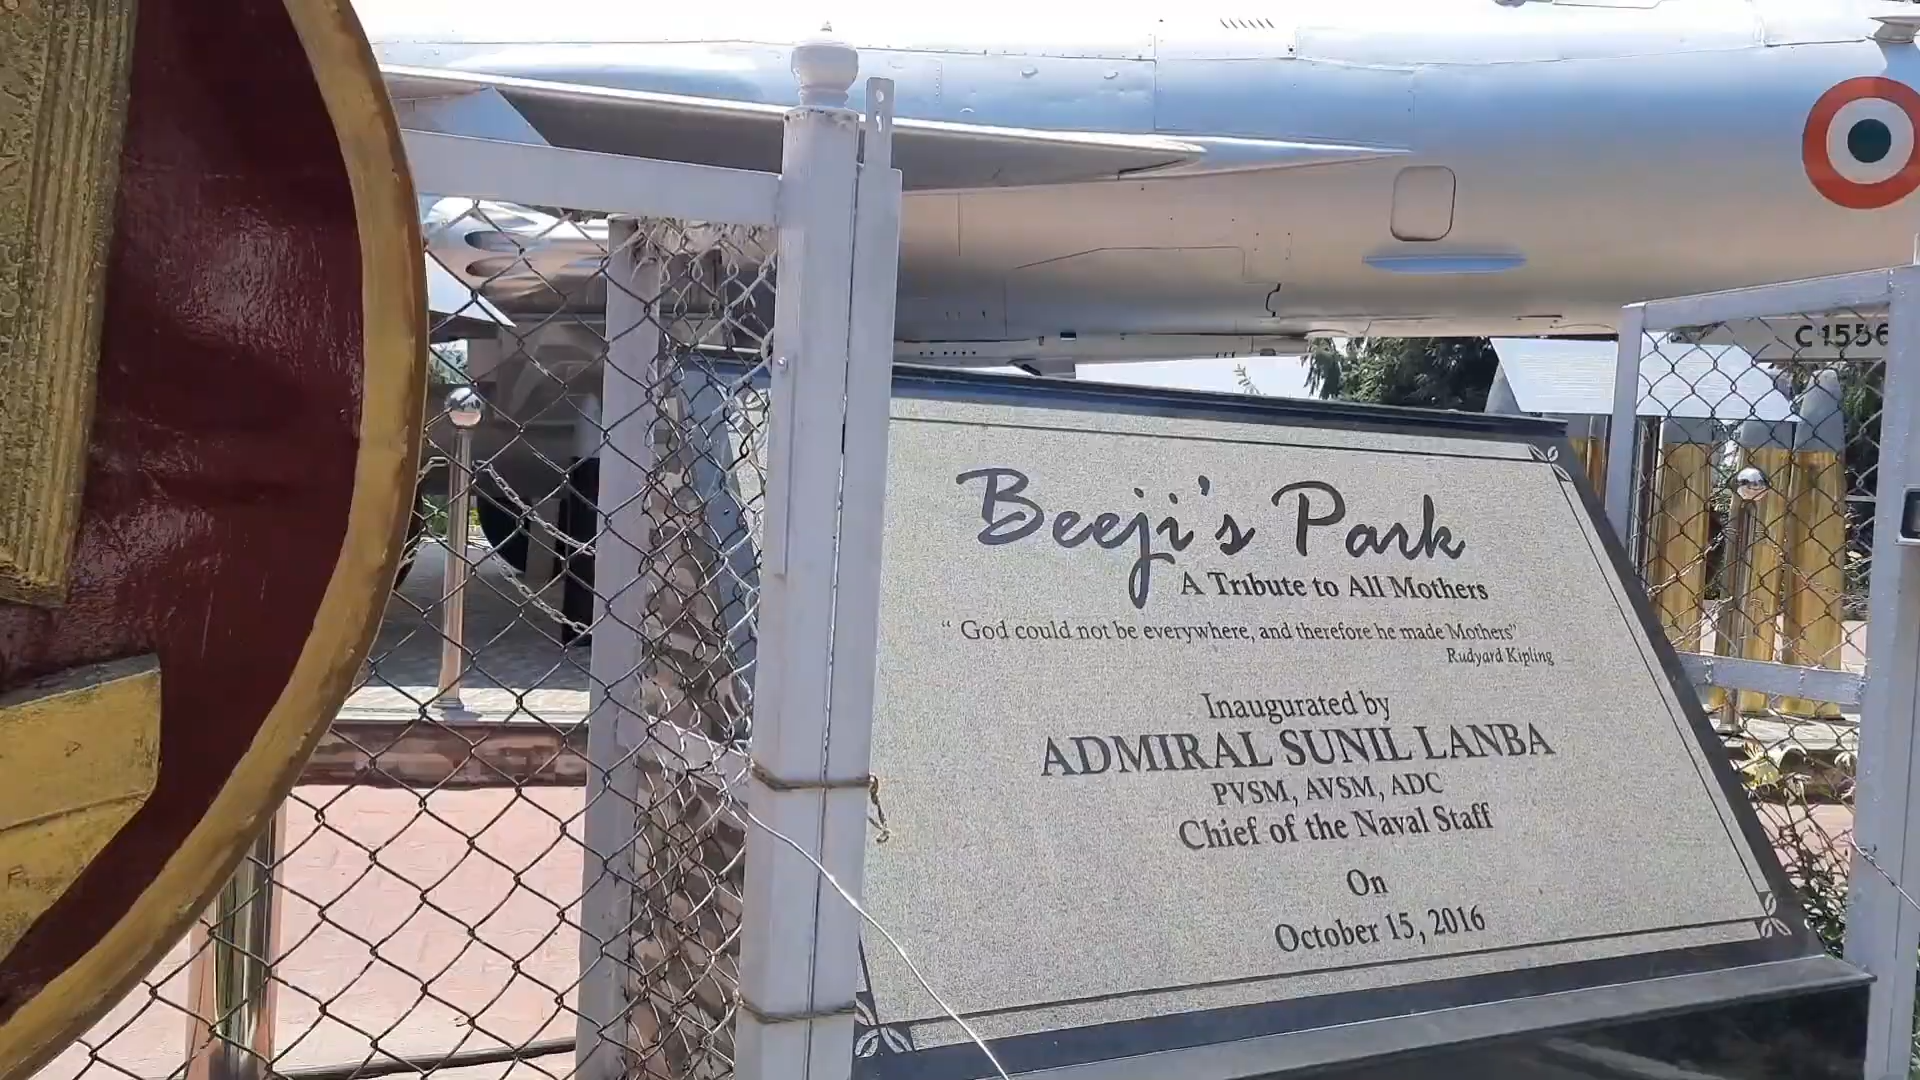 C1556
Beeji's Park
A Tribute to All Mothers
“ God could not be everywhere, and therefore he made Mothers”
Rudyard Kipling
Inaugurated by
ADMIRAL SUNIL LANBA
PVSM, AVSM, ADC
Chief of the Naval Staff
On
October 15, 2016